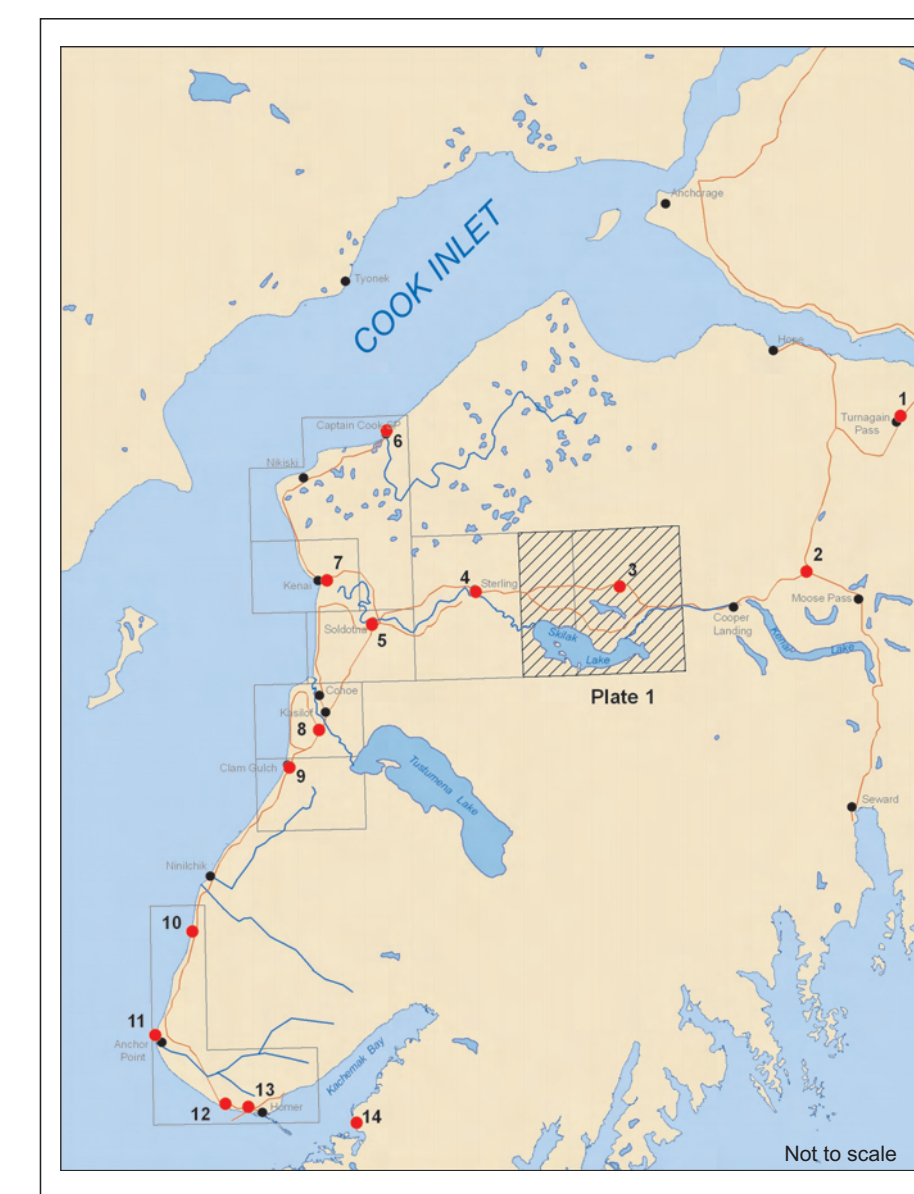 Anchorage
COOK INLET
Tyonek
Hope
1
Turnagain
Pass
Captain Cook SP
6
Nikiski
7
Kenai
4
Sterling
3
2
Moose Pass
Cooper
Landing
Kenai
Lake
Soldotna
5
Skilak
Lake
Plate 1
Cohoe
Kasilof
8
Clam Gulch
9
Tustumena Lake
Seward
Ninilchik
10
11
Anchor
Point
Kachemak Bay
12
13
Homer
14
Not to scale